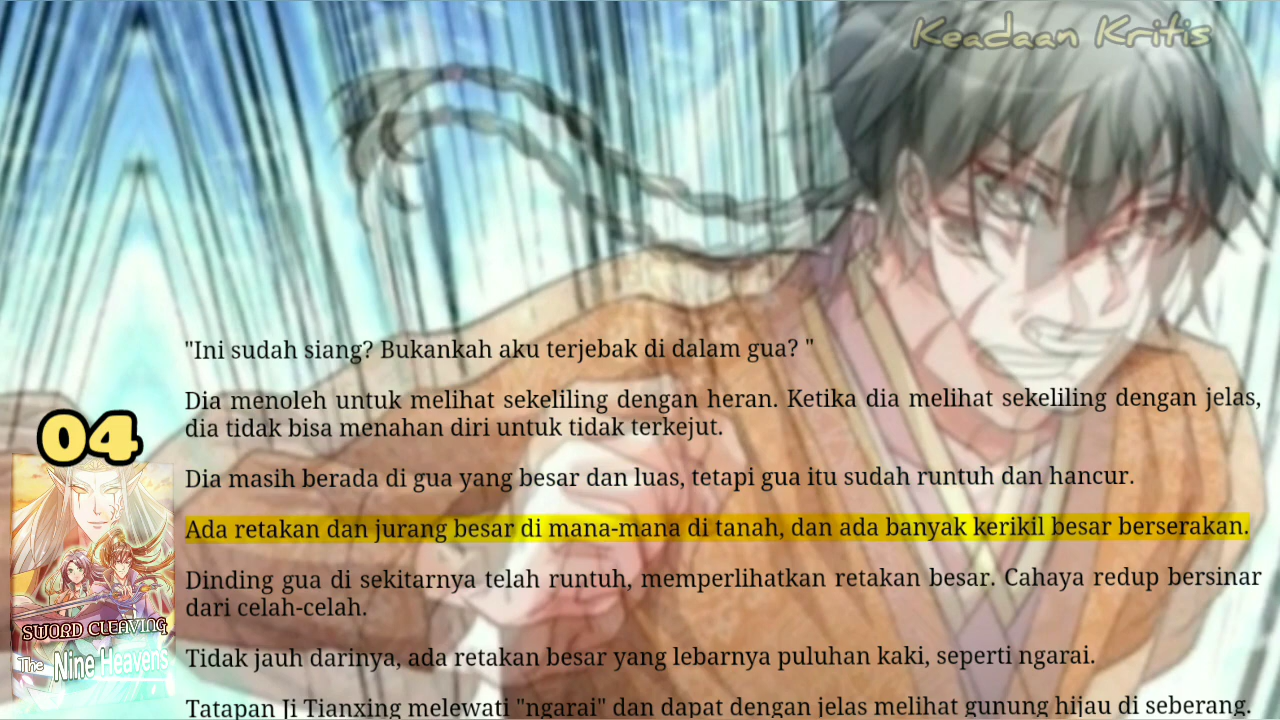 Keadaan Kritis
"Ini sudah siang? Bukankah aku terjebak di dalam gua? "
Dia menoleh untuk melihat sekeliling dengan heran. Ketika dia melihat sekeliling dengan jelas,
dia tidak bisa menahan diri untuk tidak terkejut.
Dia masih berada di gua yang besar dan luas, tetapi gua itu sudah runtuh dan hancur.
Ada retakan dan jurang besar di mana-mana di tanah, dan ada banyak kerikil besar berserakan.
Dinding gua di sekitarnya telah runtuh, memperlihatkan retakan besar. Cahaya redup bersinar
dari celah-celah.
Tidak jauh darinya, ada retakan besar yang lebarnya puluhan kaki, seperti ngarai.
Tatapan Ji Tianxing melewati "ngarai" dan dapat dengan jelas melihat gunung hijau di seberang.
04
SWORD CLEAVING
The Nine Heavens